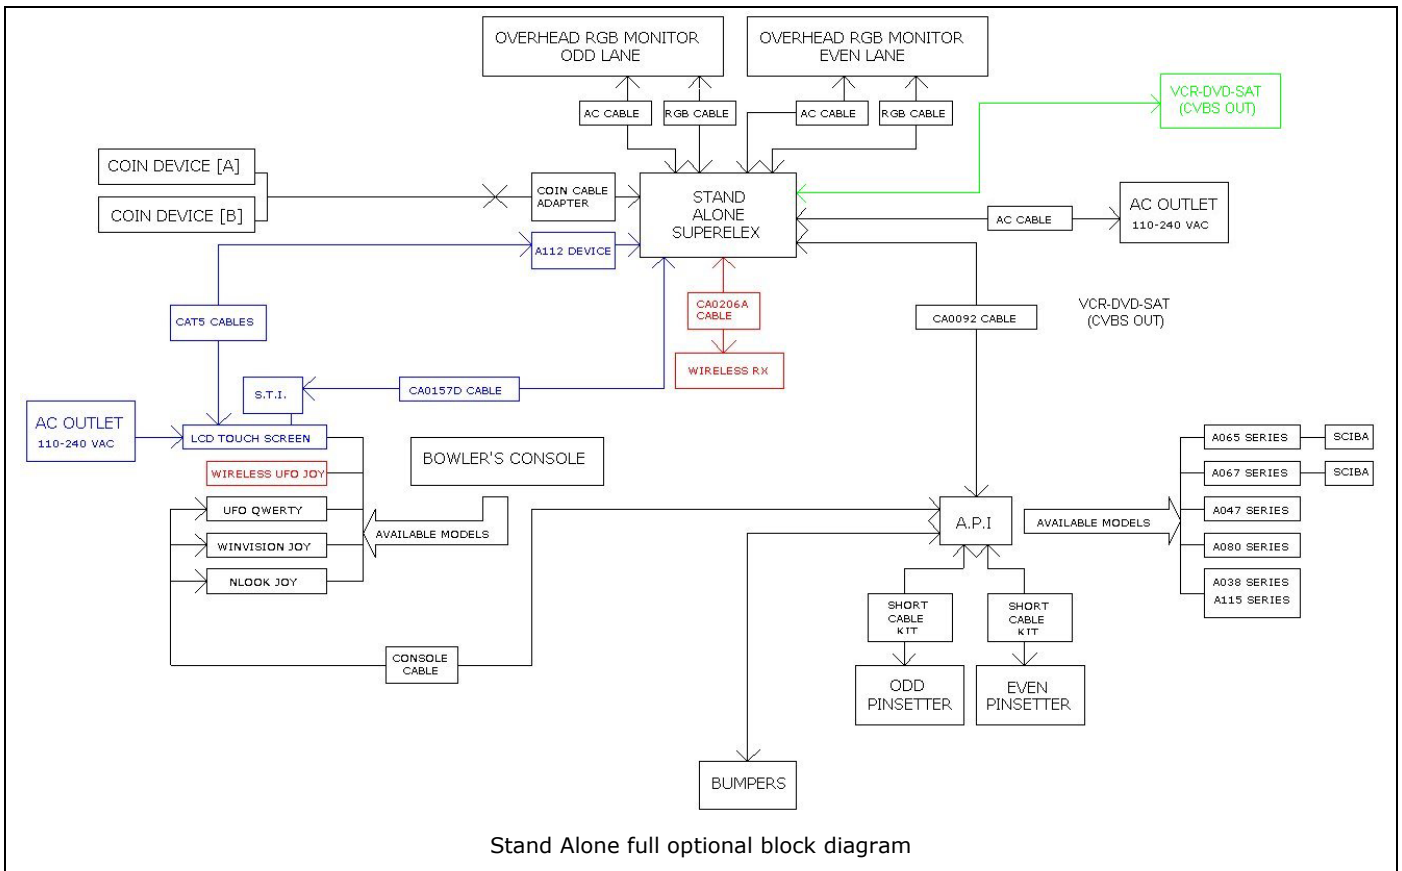 OVERHEAD RGB MONITOR
ODD LANE
OVERHEAD RGB MONITOR
EVEN LANE
VCR-DVD-SAT
(CVBS OUT)
AC CABLE
RGB CABLE
AC CABLE
RGB CABLE
COIN DEVICE [A]
COIN DEVICE [B]
COIN CABLE
ADAPTER
STAND
ALONE
SUPERELEX
AC CABLE
AC OUTLET
110-240 VAC
A112 DEVICE
CAT5 CABLES
CA0206A
CABLE
CA0092 CABLE
VCR-DVD-SAT
(CVBS OUT)
WIRELESS RX
S.T.I.
CA0157D CABLE
AC OUTLET
110-240 VAC
LCD TOUCH SCREEN
WIRELESS UFO JOY
UFO QWERTY
WINVISION JOY
NLOOK JOY
BOWLER'S CONSOLE
AVAILABLE MODELS
A.P.I
AVAILABLE MODELS
A065 SERIES
SCIBA
A067 SERIES
SCIBA
A047 SERIES
A080 SERIES
A038 SERIES
A115 SERIES
SHORT
CABLE
KIT
SHORT
CABLE
KIT
CONSOLE
CABLE
ODD
PINSETTER
EVEN
PINSETTER
BUMPERS
Stand Alone full optional block diagram